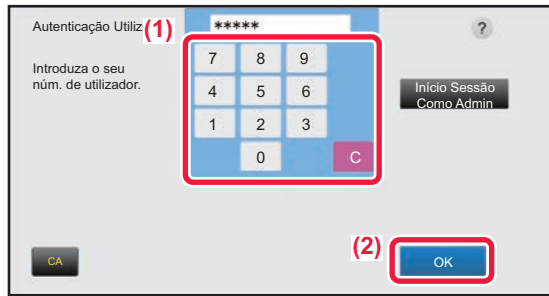 Autenticação Utiliz
(1)
*****
?
Introduza o seu
núm. de utilizador.
7 8 9
4 5 6
1 2 3
0 C
Início Sessão
Como Admin
(2)
CA
OK